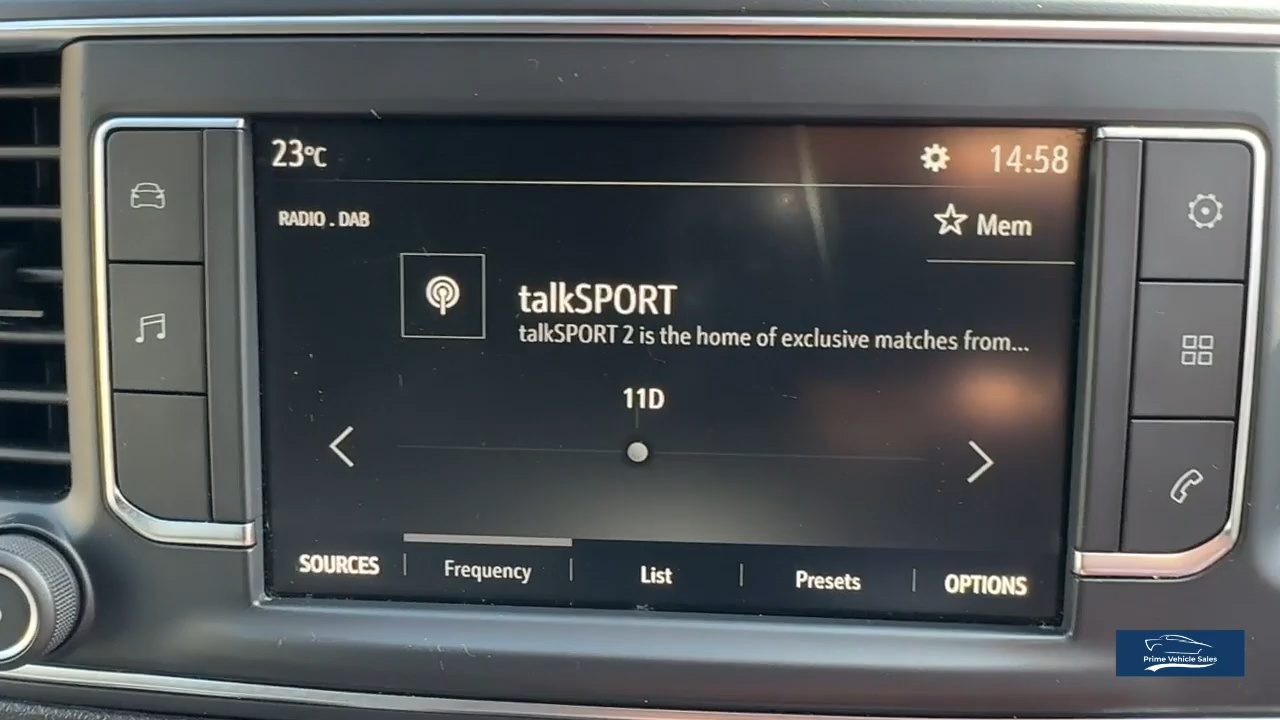 23°C
14:58
RADIO . DAB
Mem
talkSPORT
talkSPORT 2 is the home of exclusive matches from...
11D
SOURCES
Frequency
List
Presets
OPTIONS
Prime Vehicle Sales